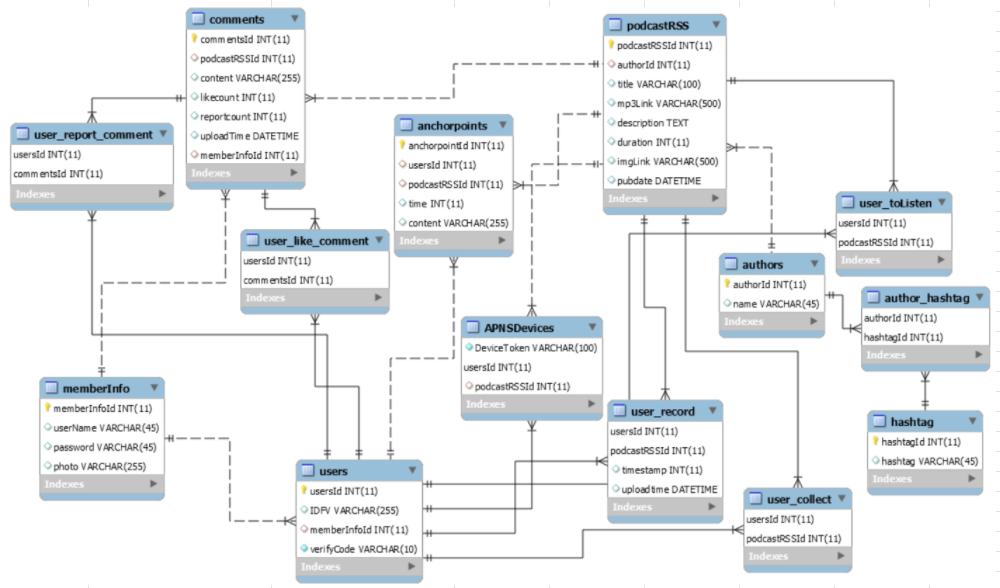 comments
commentsId INT(11)
podcastRSSId INT(11)
content VARCHAR(255)
likecount INT(11)
reportcount INT(11)
uploadTime DATETIME
memberInfoId INT(11)
Indexes
podcastRSS
podcastRSSId INT(11)
authorId INT(11)
title VARCHAR(100)
mp3Link VARCHAR(500)
description TEXT
duration INT(11)
imgLink VARCHAR(500)
pubdate DATETIME
Indexes
user_report_comment
usersId INT(11)
commentsId INT(11)
Indexes
anchorpoints
anchorpointId INT(11)
usersId INT(11)
podcastRSSId INT(11)
time INT(11)
content VARCHAR(255)
Indexes
user_toListen
usersId INT(11)
podcastRSSId INT(11)
Indexes
user_like_comment
usersId INT(11)
commentsId INT(11)
Indexes
authors
authorId INT(11)
name VARCHAR(45)
Indexes
author_hashtag
authorId INT(11)
hashtagId INT(11)
Indexes
APNSDevices
DeviceToken VARCHAR(100)
usersId INT(11)
podcastRSSId INT(11)
Indexes
memberInfo
memberInfoId INT(11)
userName VARCHAR(45)
password VARCHAR(45)
photo VARCHAR(255)
Indexes
user_record
usersId INT(11)
podcastRSSId INT(11)
timestamp INT(11)
uploadtime DATETIME
Indexes
hashtag
hashtagId INT(11)
hashtag VARCHAR(45)
Indexes
users
usersId INT(11)
IDFV VARCHAR(255)
memberInfoId INT(11)
verifyCode VARCHAR(10)
Indexes
user_collect
usersId INT(11)
podcastRSSId INT(11)
Indexes